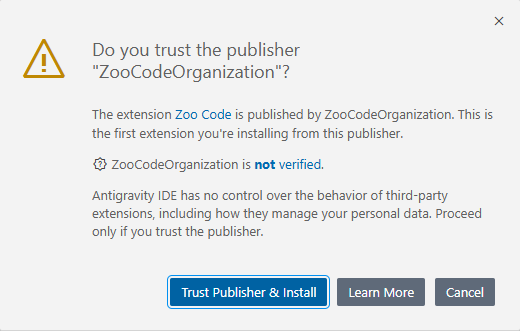 Do you trust the publisher
"ZooCodeOrganization"?
The extension Zoo Code is published by ZooCodeOrganization. This is
the first extension you're installing from this publisher.
ZooCodeOrganization is not verified.
Antigravity IDE has no control over the behavior of third-party
extensions, including how they manage your personal data. Proceed
only if you trust the publisher.
Trust Publisher & Install
Learn More
Cancel